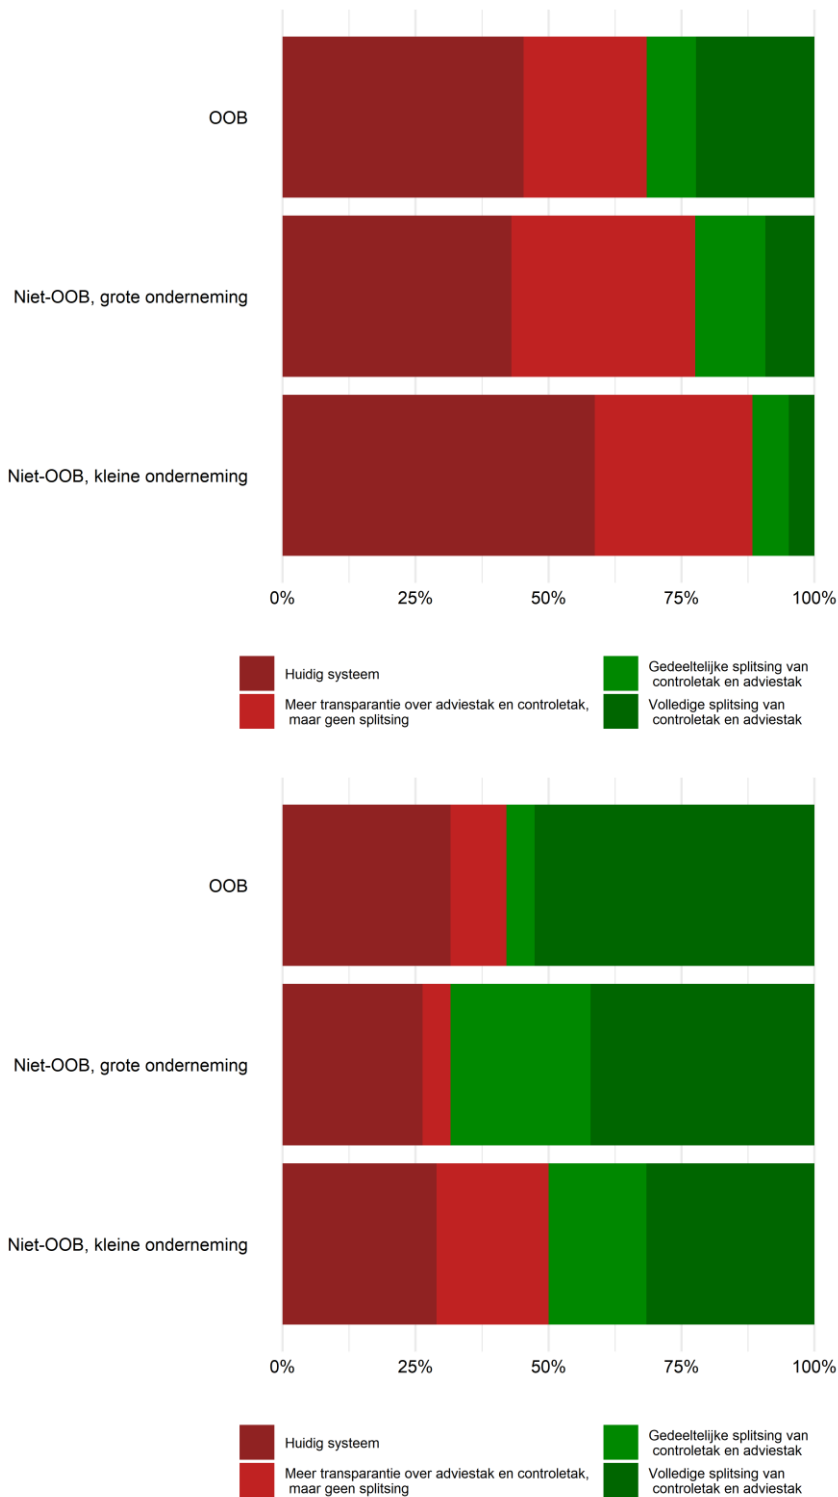 OOB
Niet-OOB, grote onderneming
Niet-OOB, kleine onderneming
0%
25%
50%
75%
100%
Huidig systeem
Meer transparantie over adviestak en controletak,
maar geen splitsing
Gedeeltelijke splitsing van
controletak en adviestak
Volledige splitsing van
controletak en adviestak
OOB
Niet-OOB, grote onderneming
Niet-OOB, kleine onderneming
0%
25%
50%
75%
100%
Huidig systeem
Meer transparantie over adviestak en controletak,
maar geen splitsing
Gedeeltelijke splitsing van
controletak en adviestak
Volledige splitsing van
controletak en adviestak